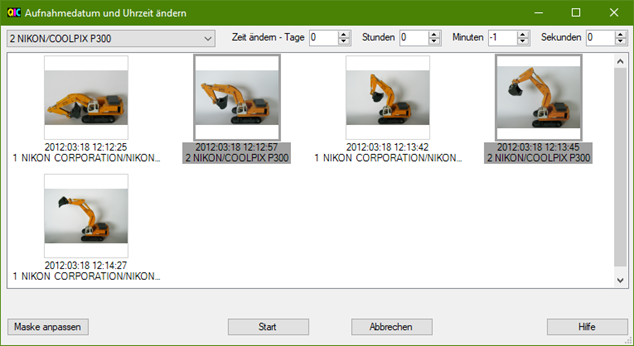 Aufnahmedatum und Uhrzeit ändern
2 NIKON/COOLPIX P300 Zeit ändern - Tage 0 Stunden 0 Minuten -1 Sekunden 0
2012:03:18 12:12:25 2012:03:18 12:12:57 2012:03:18 12:13:42 2012:03:18 12:13:45
1 NIKON CORPORATION/NIKON... 2 NIKON/COOLPIX P300 1 NIKON CORPORATION/NIKON... 2 NIKON/COOLPIX P300
2012:03:18 12:14:27
1 NIKON CORPORATION/NIKON...
Maske anpassen Start Abbrechen Hilfe